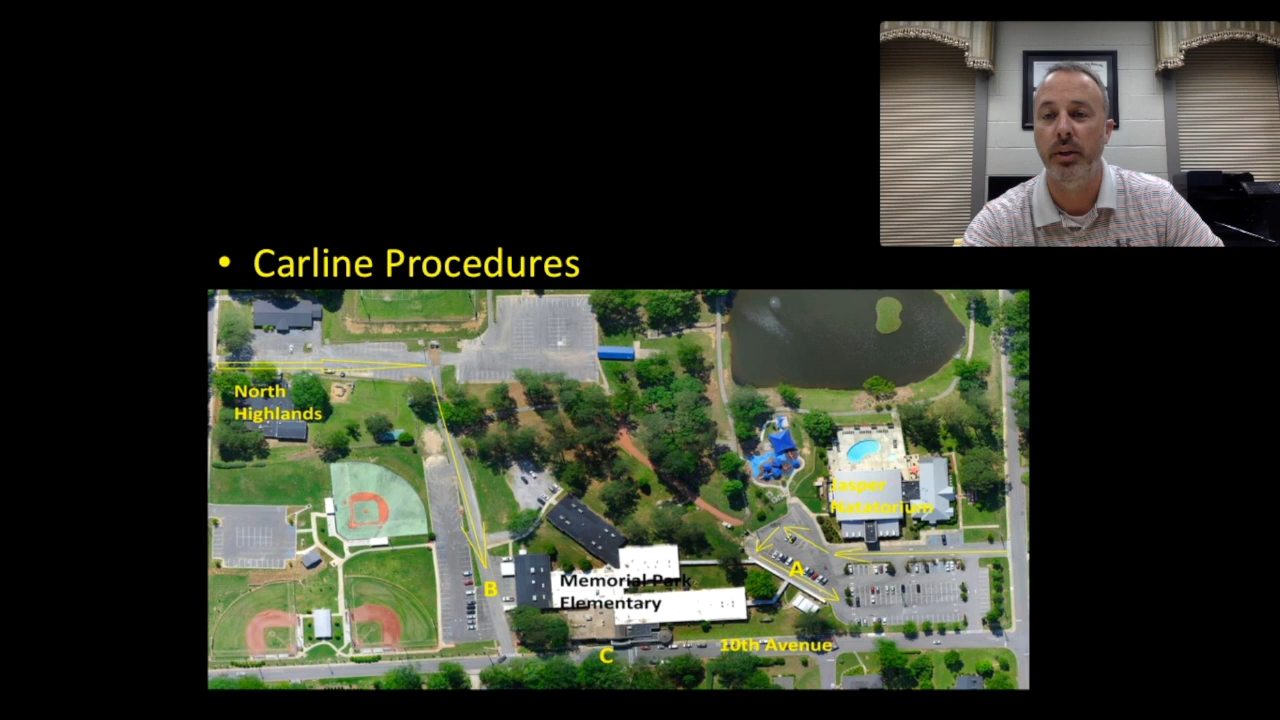 • Carline Procedures
North
Highlands
Jasper
Natatorium
A
B
Memorial Park
Elementary
10th Avenue
C